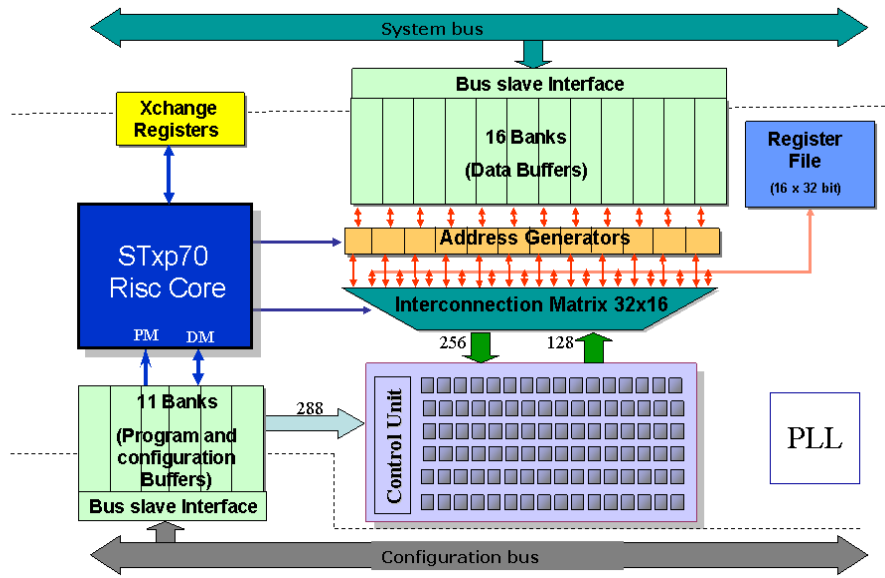 System bus
Bus slave Interface
Xchange
Registers
16 Banks
(Data Buffers)
Register
File
(16 x 32 bit)
Address Generators
STxp70
Risc Core
PM
DM
Interconnection Matrix 32x16
256
128
11 Banks
(Program and
configuration
Buffers)
Bus slave Interface
288
Control Unit
PLL
Configuration bus